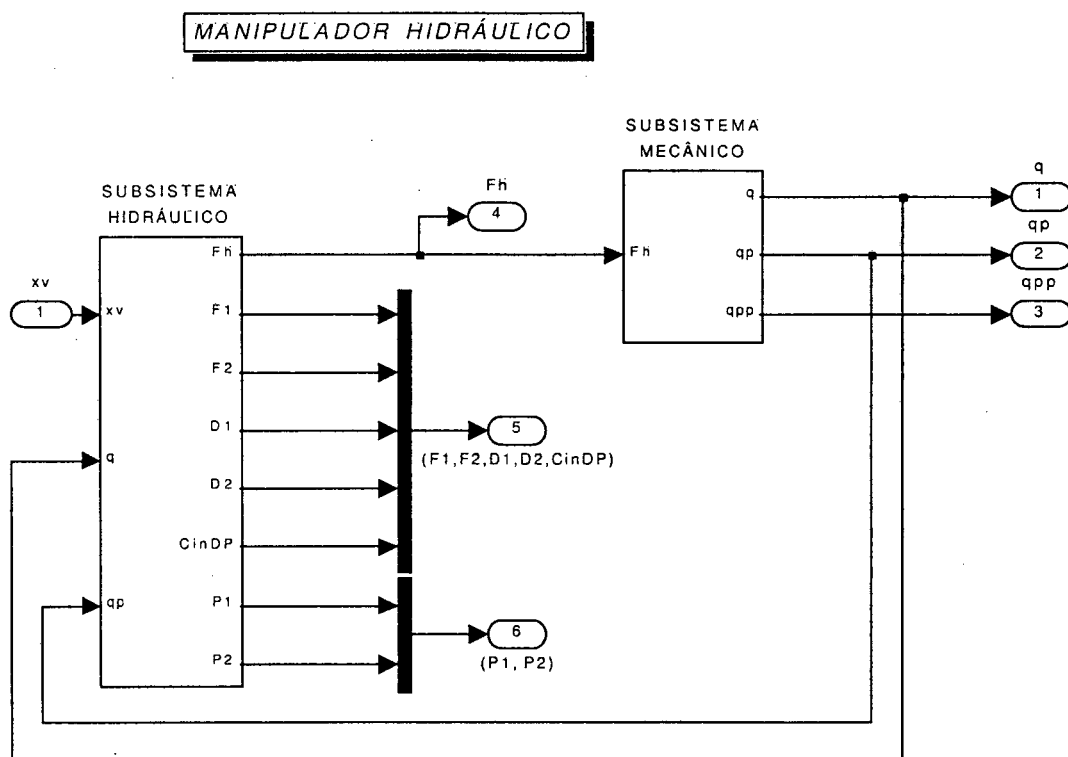 MANIPULADOR HIDRÁULICO
SUBSISTEMA
MECÂNICO
SUBSISTEMA
HIDRÁULICO
xv
1
xv
q
qp
Fh
F1
F2
D1
D2
CinDP
P1
P2
Fh
4
5
(F1,F2,D1,D2,CinDP)
6
(P1, P2)
Fh
q
qp
qpp
q
1
qp
2
qpp
3